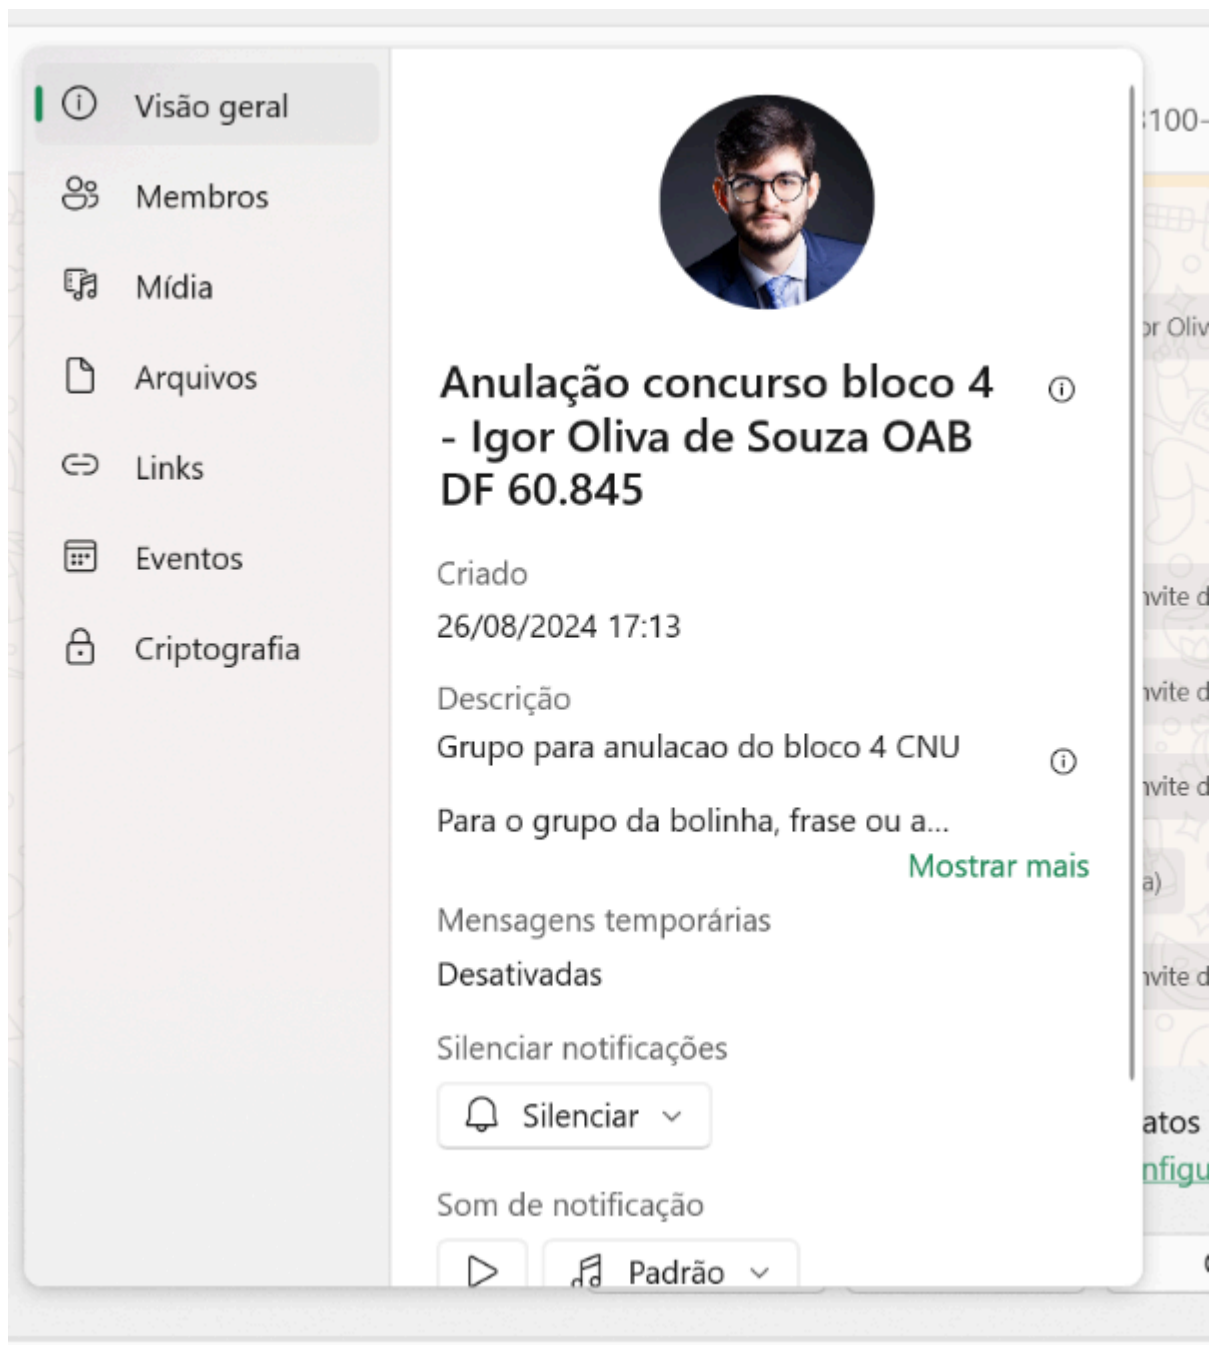 Visão geral
Membros
Mídia
Arquivos
Links
Eventos
Criptografia
Anulação concurso bloco 4
- Igor Oliva de Souza OAB
DF 60.845
Criado
26/08/2024 17:13
Descrição
Grupo para anulacao do bloco 4 CNU
Para o grupo da bolinha, frase ou a...
Mostrar mais
Mensagens temporárias
Desativadas
Silenciar notificações
Silenciar
Som de notificação
Padrão